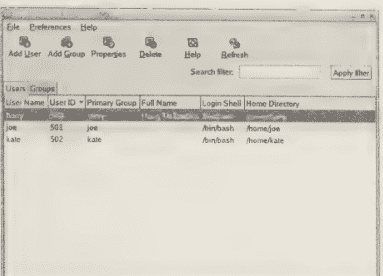 File Preferences Help
Add User Add Group Properties Delete Help Refresh
Search filter: Apply filter
Users Groups
User Name User ID Primary Group Full Name Login Shell Home Directory
joe 501 joe /bin/bash /home/joe
kate 502 kate /bin/bash /home/kate